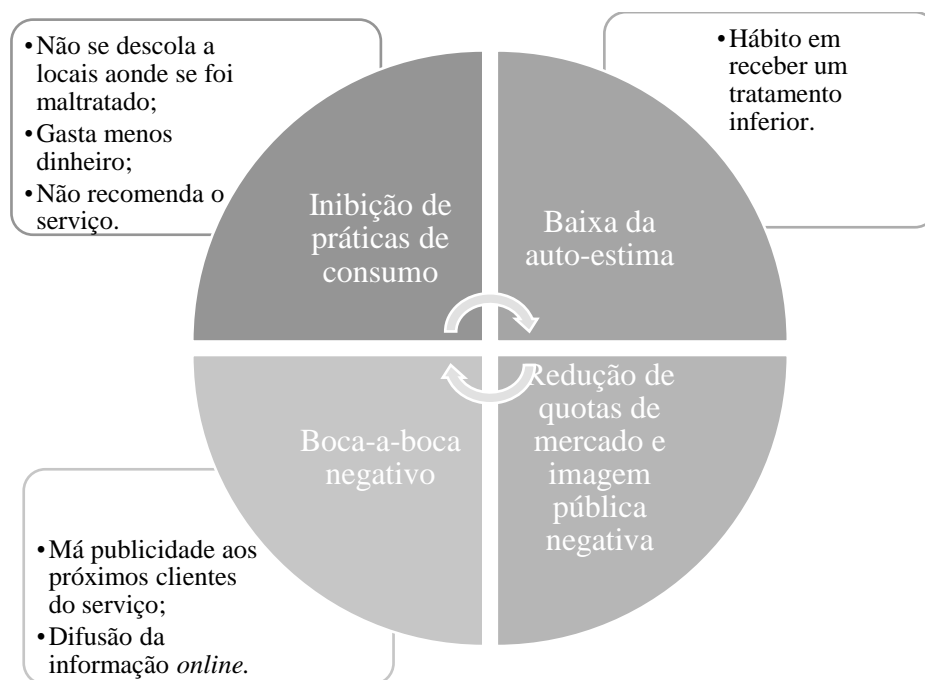 •Não se descola a
locais aonde se foi
maltratado;
•Gasta menos
dinheiro;
•Não recomenda o
serviço.
Inibição de
práticas de
consumo
•Hábito em
receber um
tratamento
inferior.
Baixa da
auto-estima
Boca-a-boca
negativo
•Má publicidade aos
próximos clientes
do serviço;
•Difusão da
informação online.
Redução de
quotas de
mercado e
imagem
pública
negativa